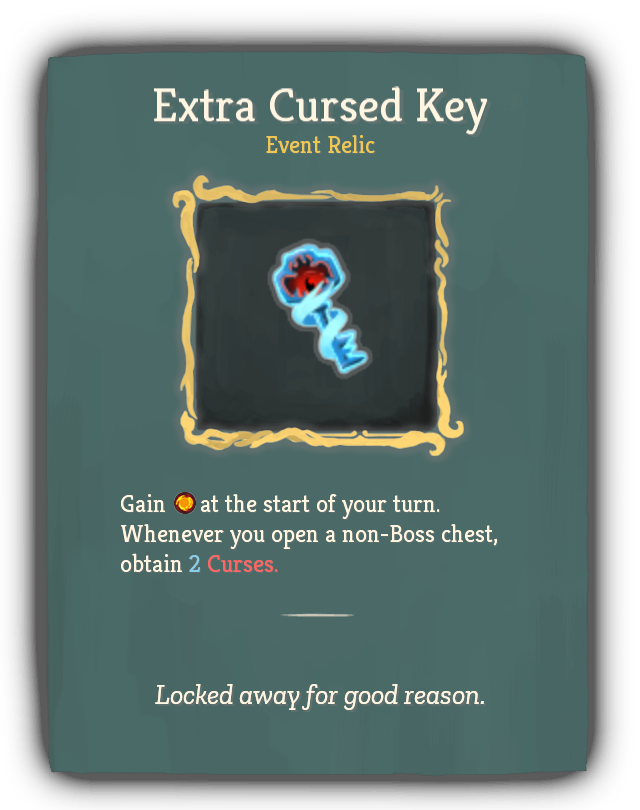 Extra Cursed Key
Event Relic
Gain at the start of your turn.
Whenever you open a non-Boss chest,
obtain 2 Curses.
Locked away for good reason.